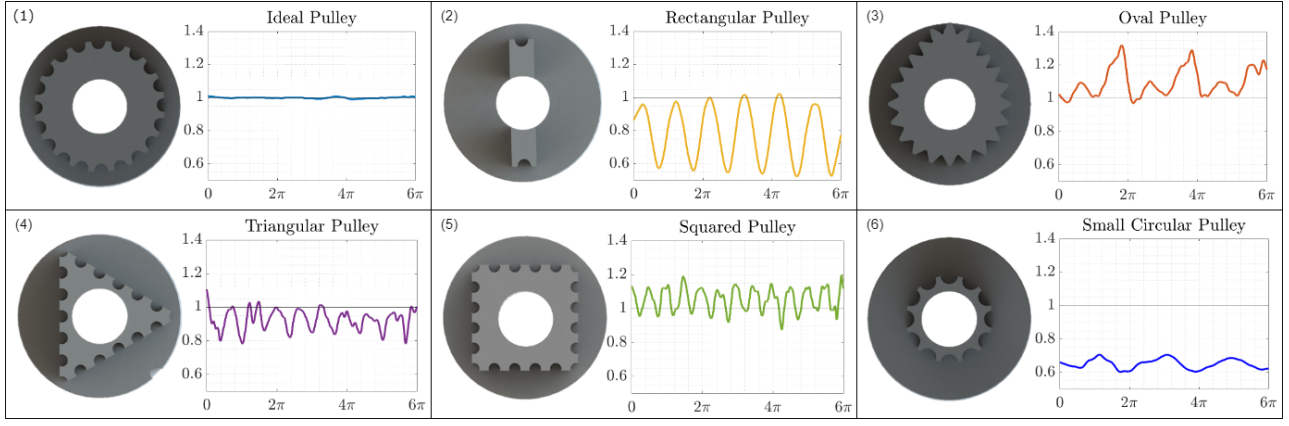 (1)
Ideal Pulley
1.4
1.2
1
0.8
0.6
0
2π
4π
6π
(2)
Rectangular Pulley
1.4
1.2
1
0.8
0.6
0
2π
4π
6π
(3)
Oval Pulley
1.4
1.2
1
0.8
0.6
0
2π
4π
6π
(4)
Triangular Pulley
1.4
1.2
1
0.8
0.6
0
2π
4π
6π
(5)
Squared Pulley
1.4
1.2
1
0.8
0.6
0
2π
4π
6π
(6)
Small Circular Pulley
1.4
1.2
1
0.8
0.6
0
2π
4π
6π